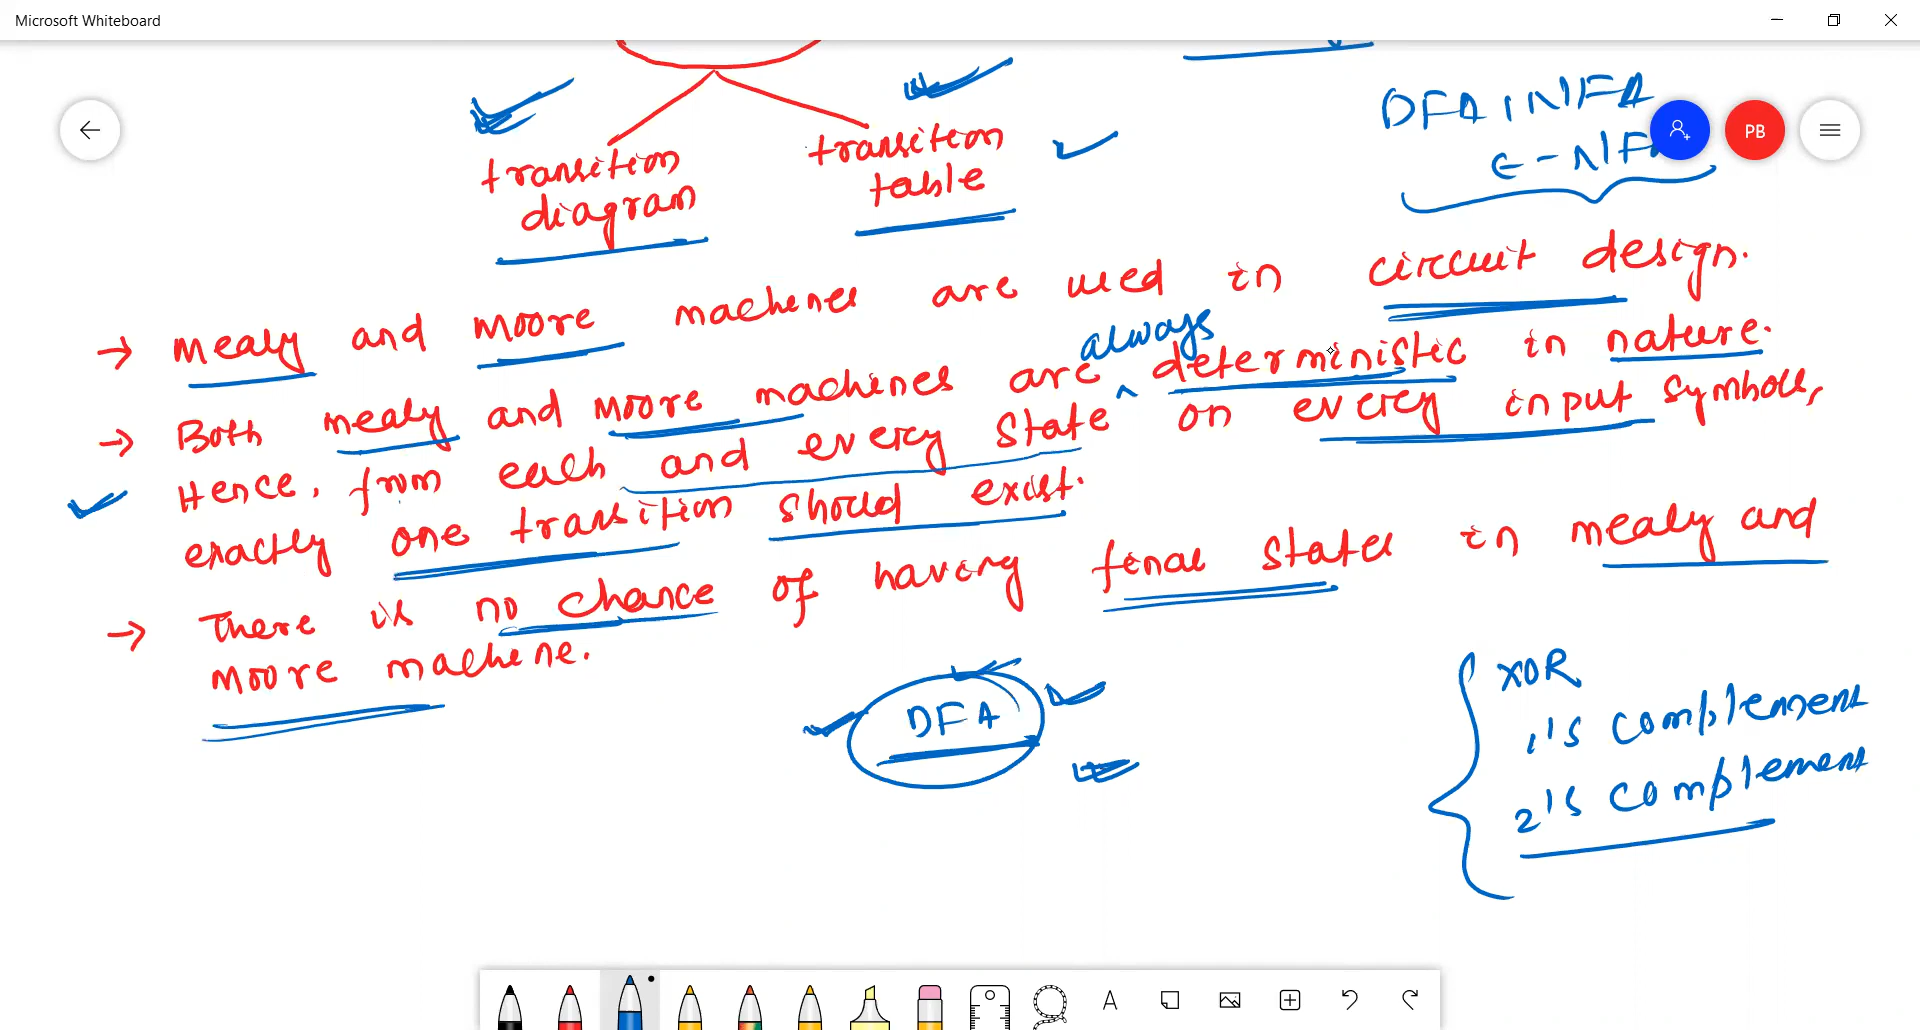 Microsoft Whiteboard
DFA, NFA
ε-NFA
PB
transition
diagram
transition
table
→ mealy and moore machines are used in circuit design.
→ Both mealy and moore machines are always deterministic in nature.
Hence, from each and every state on every input symbols,
exactly one transition should exist.
→ There is no chance of having final states in mealy and
moore machine.
DFA
XOR
1's complement
2's complement
A